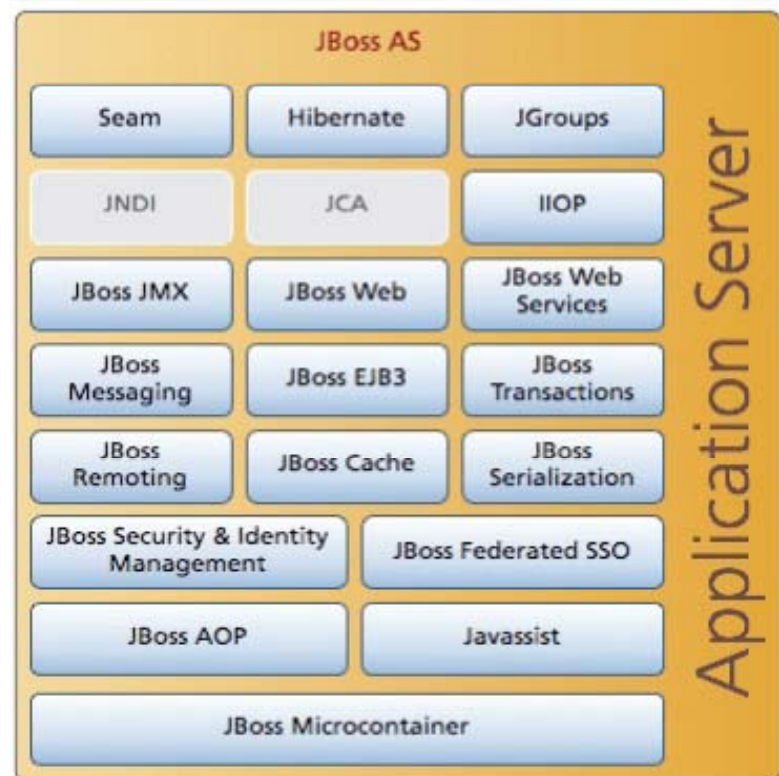 JBoss AS
Seam
Hibernate
JGroups
JNDI
JCA
IIOP
JBoss JMX
JBoss Web
JBoss Web
Services
JBoss
Messaging
JBoss EJB3
JBoss
Transactions
JBoss
Remoting
JBoss Cache
JBoss
Serialization
JBoss Security & Identity
Management
JBoss Federated SSO
JBoss AOP
Javassist
JBoss Microcontainer
Application Server